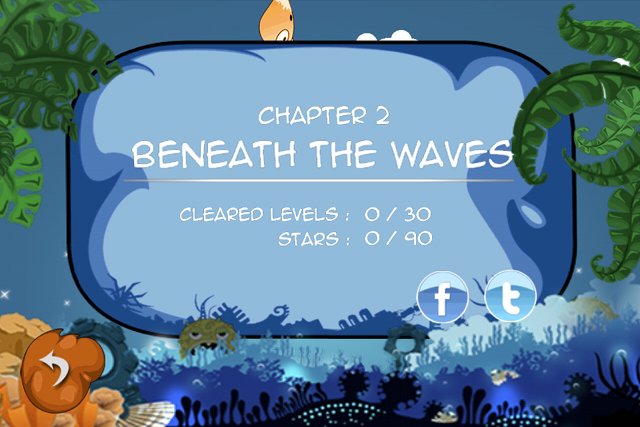 CHAPTER 2
BENEATH THE WAVES
CLEARED LEVELS : 0 / 30
STARS : 0 / 90
f t